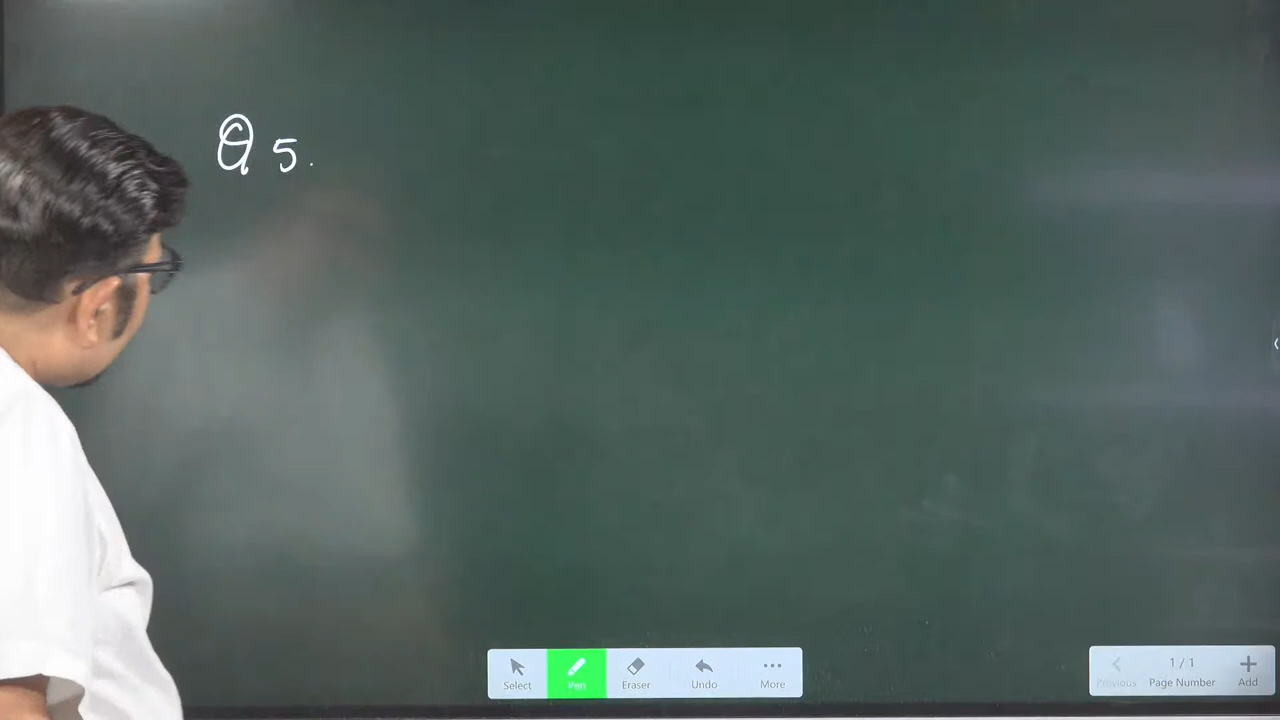 Q 5.
Select
Pen
Eraser
Undo
More
Previous
1 / 1
Page Number
Add